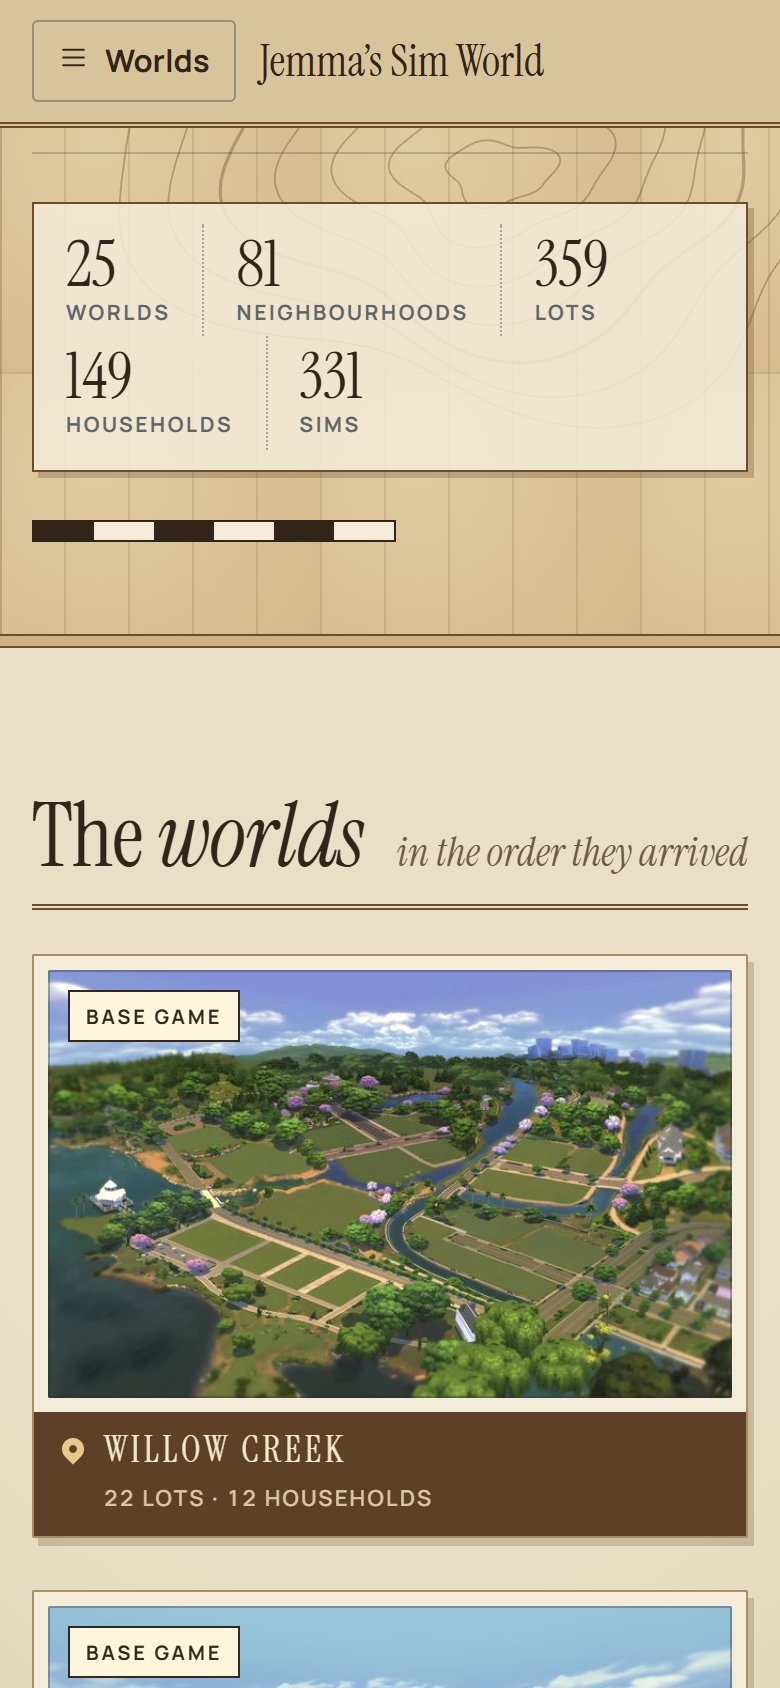 Worlds
Jemma’s Sim World
25 81 359
WORLDS NEIGHBOURHOODS LOTS
149 331
HOUSEHOLDS SIMS
The worlds in the order they arrived
BASE GAME
WILLOW CREEK
22 LOTS · 12 HOUSEHOLDS
BASE GAME